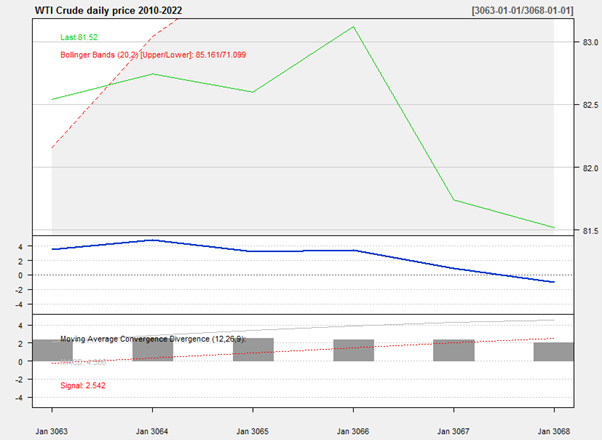 WTI Crude daily price 2010-2022
[3063-01-01/3068-01-01]
Last 81.52
Bollinger Bands (20,2) [Upper/Lower]: 85.161/71.099
83.0
82.5
82.0
81.5
4
2
0
-2
-4
Moving Average Convergence Divergence (12,26,9):
Signal: 2.542
4
2
0
-2
-4
Jan 3063
Jan 3064
Jan 3065
Jan 3066
Jan 3067
Jan 3068